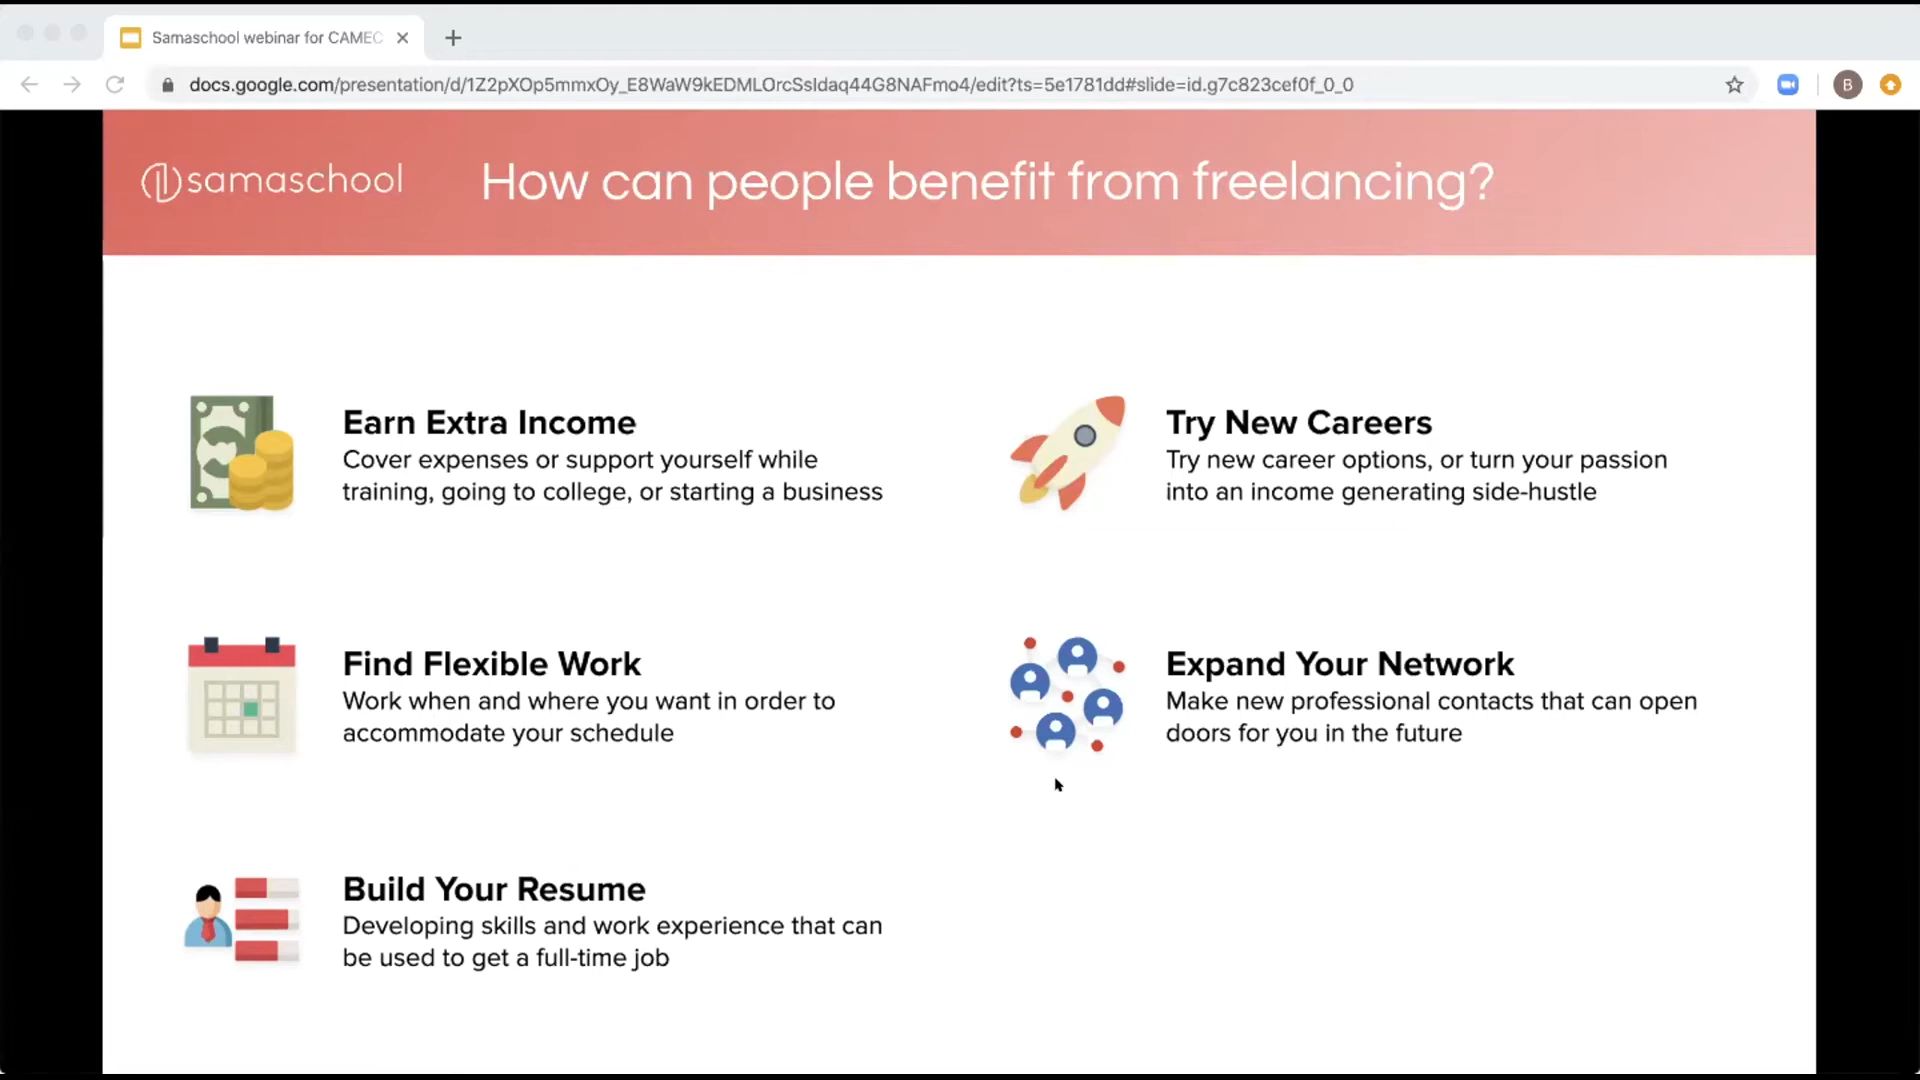 Samaschool webinar for CAMEC
docs.google.com/presentation/d/1Z2pXOp5mmxOy_E8WaW9kEDMLOrcSsIdaq44G8NAFmo4/edit?ts=5e1781dd#slide=id.g7c823cef0f_0_0
B
samaschool
How can people benefit from freelancing?
Earn Extra Income
Cover expenses or support yourself while
training, going to college, or starting a business
Try New Careers
Try new career options, or turn your passion
into an income generating side-hustle
Find Flexible Work
Work when and where you want in order to
accommodate your schedule
Expand Your Network
Make new professional contacts that can open
doors for you in the future
Build Your Resume
Developing skills and work experience that can
be used to get a full-time job